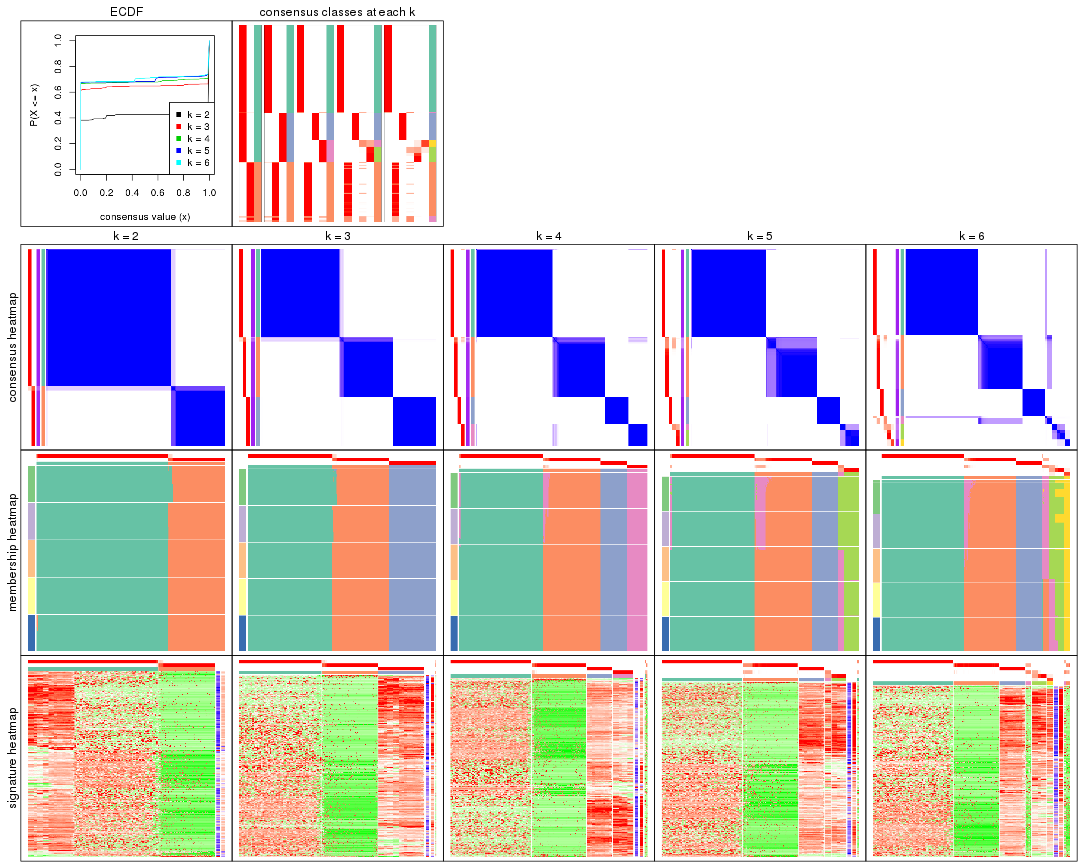 ECDF
consensus classes at each k
P(X <= x)
0.0
0.2
0.4
0.6
0.8
1.0
k = 2
k = 3
k = 4
k = 5
k = 6
0.0 0.2 0.4 0.6 0.8 1.0
consensus value (x)
k = 2
k = 3
k = 4
k = 5
k = 6
consensus heatmap
membership heatmap
signature heatmap